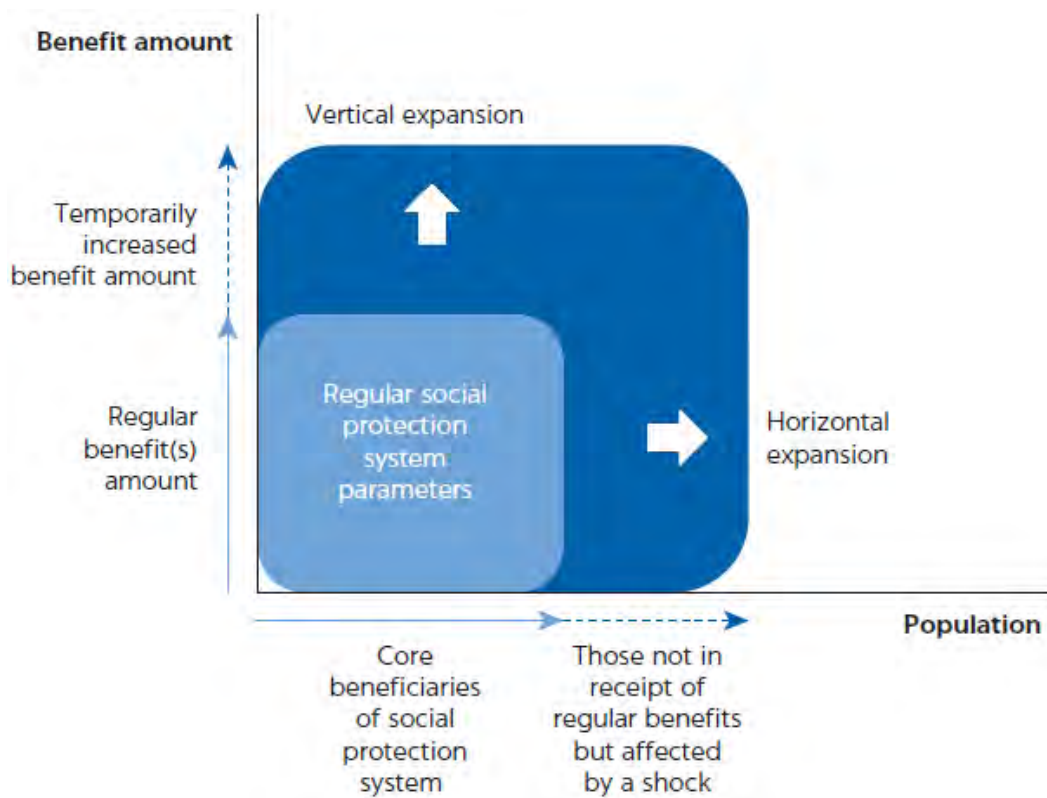 Benefit amount
Vertical expansion
Temporarily
increased
benefit amount
Regular
benefit(s)
amount
Regular social
protection
system
parameters
Horizontal
expansion
Population
Core
beneficiaries
of social
protection
system
Those not in
receipt of
regular benefits
but affected
by a shock